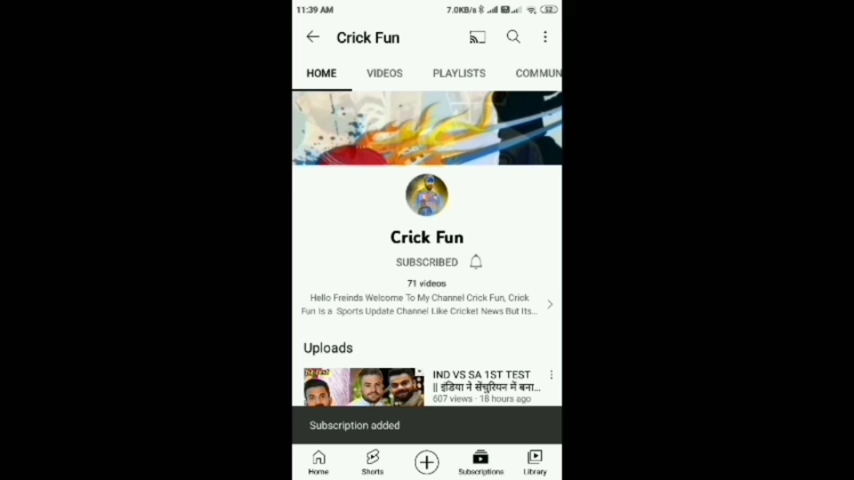 11:39 AM 7.0KB/s 52
Crick Fun
HOME VIDEOS PLAYLISTS COMMUN
Crick Fun
SUBSCRIBED
71 videos
Hello Freinds Welcome To My Channel Crick Fun, Crick
Fun Is a Sports Update Channel Like Cricket News But Its...
Uploads
IND VS SA 1ST TEST
|| इंडिया ने सेंचुरियन में बना...
607 views · 18 hours ago
Subscription added
Home Shorts Subscriptions Library